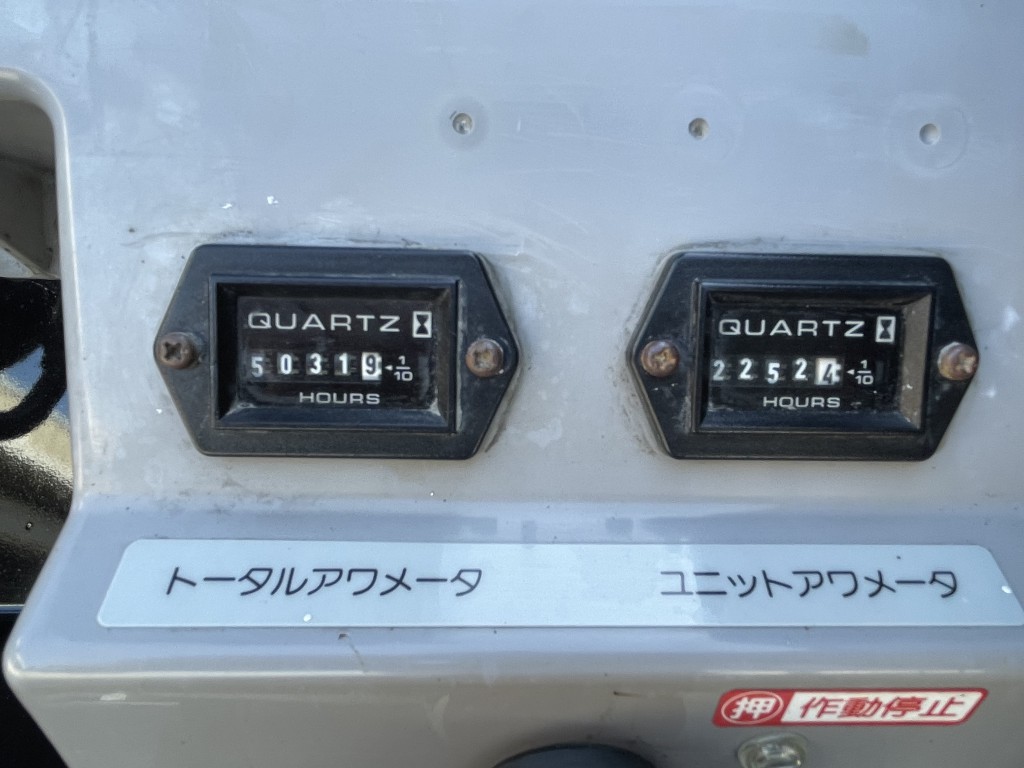 QUARTZ
50319 1/10
HOURS
QUARTZ
22524 1/10
HOURS
トータルアワメータ
ユニットアワメータ
押 作動停止